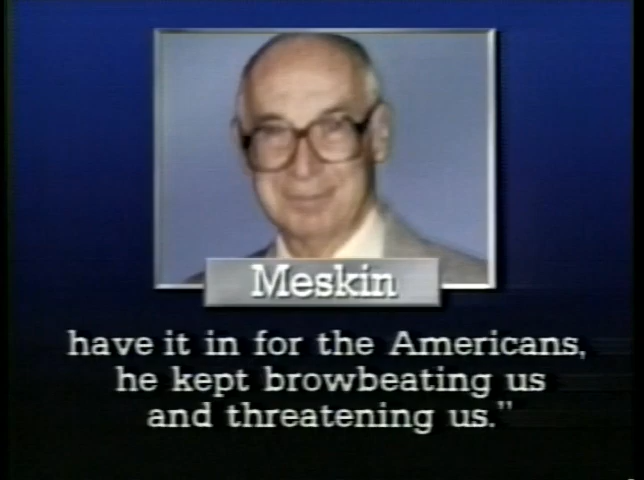 Meskin
have it in for the Americans,
he kept browbeating us
and threatening us."